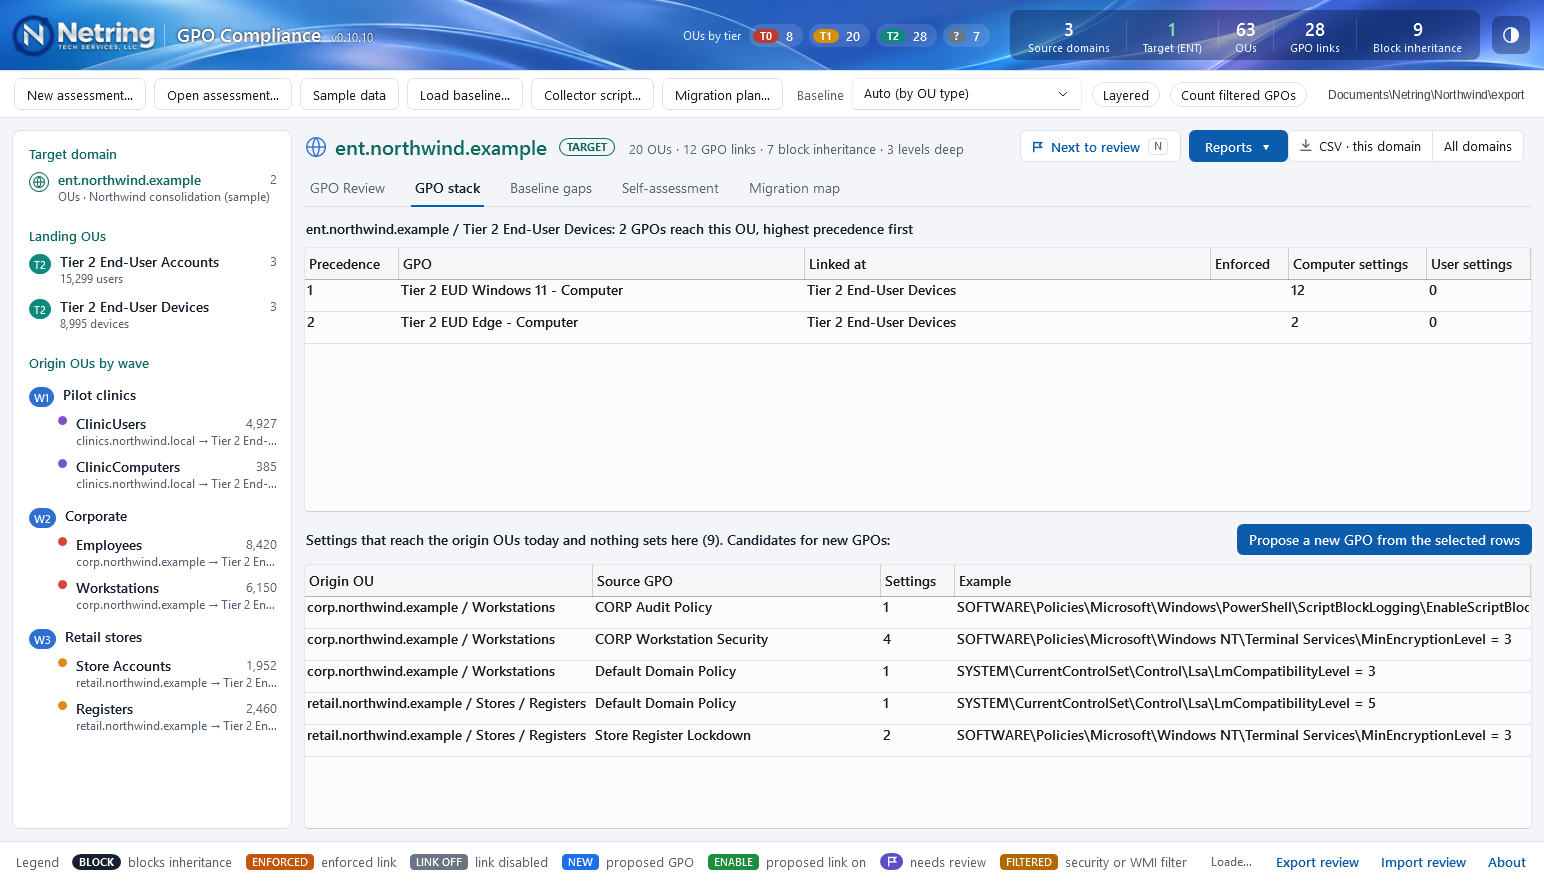 Netring
TECH SERVICES, LLC.
GPO Compliance v0.10.10
OUs by tier T0 8 T1 20 T2 28 ? 7
3 Source domains
1 Target (ENT)
63 OUs
28 GPO links
9 Block inheritance
New assessment... Open assessment... Sample data Load baseline... Collector script... Migration plan... Baseline Auto (by OU type) Layered Count filtered GPOs Documents\Netring\Northwind\export
Target domain
ent.northwind.example 2
OUs · Northwind consolidation (sample)
Landing OUs
T2 Tier 2 End-User Accounts 3
15,299 users
T2 Tier 2 End-User Devices 3
8,995 devices
Origin OUs by wave
W1 Pilot clinics
ClinicUsers 4,927
clinics.northwind.local → Tier 2 End-...
ClinicComputers 385
clinics.northwind.local → Tier 2 End-...
W2 Corporate
Employees 8,420
corp.northwind.example → Tier 2 En...
Workstations 6,150
corp.northwind.example → Tier 2 En...
W3 Retail stores
Store Accounts 1,952
retail.northwind.example → Tier 2 En...
Registers 2,460
retail.northwind.example → Tier 2 En...
ent.northwind.example TARGET 20 OUs · 12 GPO links · 7 block inheritance · 3 levels deep
Next to review N Reports ▼ CSV · this domain All domains
GPO Review GPO stack Baseline gaps Self-assessment Migration map
ent.northwind.example / Tier 2 End-User Devices: 2 GPOs reach this OU, highest precedence first
Precedence GPO Linked at Enforced Computer settings User settings
1 Tier 2 EUD Windows 11 - Computer Tier 2 End-User Devices 12 0
2 Tier 2 EUD Edge - Computer Tier 2 End-User Devices 2 0
Settings that reach the origin OUs today and nothing sets here (9). Candidates for new GPOs:
Propose a new GPO from the selected rows
Origin OU Source GPO Settings Example
corp.northwind.example / Workstations CORP Audit Policy 1 SOFTWARE\Policies\Microsoft\Windows\PowerShell\ScriptBlockLogging\EnableScriptBloc
corp.northwind.example / Workstations CORP Workstation Security 4 SOFTWARE\Policies\Microsoft\Windows NT\Terminal Services\MinEncryptionLevel = 3
corp.northwind.example / Workstations Default Domain Policy 1 SYSTEM\CurrentControlSet\Control\Lsa\LmCompatibilityLevel = 3
retail.northwind.example / Stores / Registers Default Domain Policy 1 SYSTEM\CurrentControlSet\Control\Lsa\LmCompatibilityLevel = 5
retail.northwind.example / Stores / Registers Store Register Lockdown 2 SOFTWARE\Policies\Microsoft\Windows NT\Terminal Services\MinEncryptionLevel = 3
Legend BLOCK blocks inheritance ENFORCED enforced link LINK OFF link disabled NEW proposed GPO ENABLE proposed link on needs review FILTERED security or WMI filter Loade... Export review Import review About